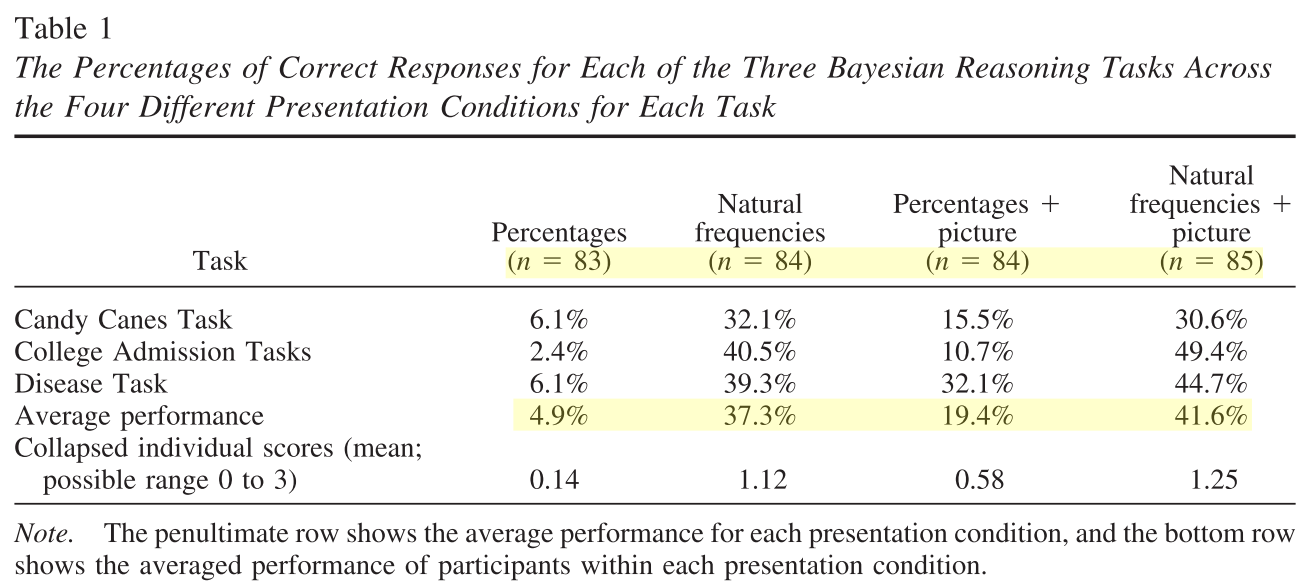 Table 1
The Percentages of Correct Responses for Each of the Three Bayesian Reasoning Tasks Across
the Four Different Presentation Conditions for Each Task
Natural
Natural Percentages + frequencies +
Percentages frequencies picture picture
Task (n = 83) (n = 84) (n = 84) (n = 85)
Candy Canes Task 6.1% 32.1% 15.5% 30.6%
College Admission Tasks 2.4% 40.5% 10.7% 49.4%
Disease Task 6.1% 39.3% 32.1% 44.7%
Average performance 4.9% 37.3% 19.4% 41.6%
Collapsed individual scores (mean;
possible range 0 to 3) 0.14 1.12 0.58 1.25
Note. The penultimate row shows the average performance for each presentation condition, and the bottom row
shows the averaged performance of participants within each presentation condition.